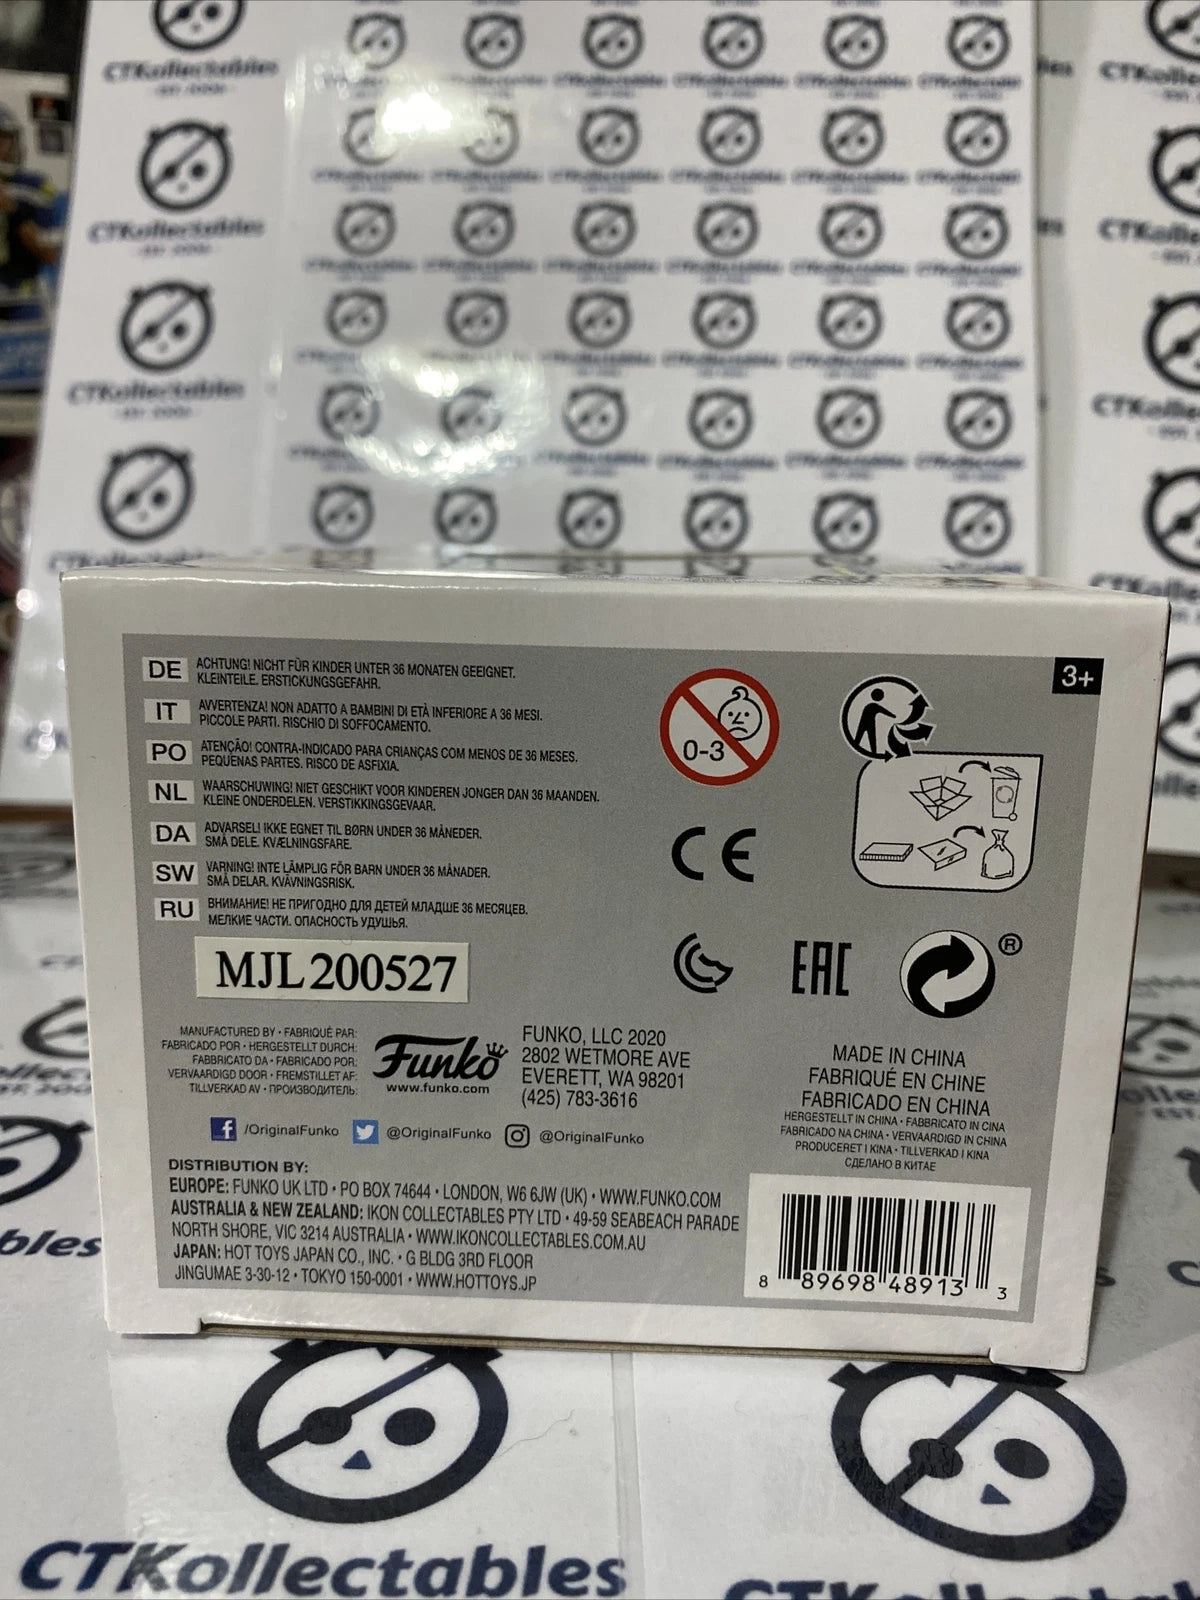 CTKollectables
CTKollectables
CTKollectables
3+
DE ACHTUNG! NICHT FÜR KINDER UNTER 36 MONATEN GEEIGNET.
KLEINTEILE. ERSTICKUNGSGEFAHR.
IT AVVERTENZA! NON ADATTO A BAMBINI DI ETÀ INFERIORE A 36 MESI.
PICCOLE PARTI. RISCHIO DI SOFFOCAMENTO.
PO ATENÇÃO! CONTRA-INDICADO PARA CRIANÇAS COM MENOS DE 36 MESES.
PEQUENAS PARTES. RISCO DE ASFIXIA.
NL WAARSCHUWING! NIET GESCHIKT VOOR KINDEREN JONGER DAN 36 MAANDEN.
KLEINE ONDERDELEN. VERSTIKKINGSGEVAAR.
DA ADVARSEL! IKKE EGNET TIL BØRN UNDER 36 MÅNEDER.
SMÅ DELE. KVÆLNINGSFARE.
SW VARNING! INTE LÄMPLIG FÖR BARN UNDER 36 MÅNADER.
SMÅ DELAR. KVÄVNINGSRISK.
RU ВНИМАНИЕ! НЕ ПРИГОДНО ДЛЯ ДЕТЕЙ МЛАДШЕ 36 МЕСЯЦЕВ.
МЕЛКИЕ ЧАСТИ. ОПАСНОСТЬ УДУШЬЯ.
0-3
CE
EAC
®
MJL200527
MANUFACTURED BY • FABRIQUÉ PAR:
FABRICADO POR • HERGESTELLT DURCH:
FABBRICATO DA • FABRICADO POR:
VERVAARDIGD DOOR • FREMSTILLET AF:
TILLVERKAD AV • ПРОИЗВОДИТЕЛЬ:
Funko
www.funko.com
FUNKO, LLC 2020
2802 WETMORE AVE
EVERETT, WA 98201
(425) 783-3616
/OriginalFunko @OriginalFunko @OriginalFunko
MADE IN CHINA
FABRIQUÉ EN CHINE
FABRICADO EN CHINA
HERGESTELLT IN CHINA • FABBRICATO IN CINA
FABRICADO NA CHINA • VERVAARDIGD IN CHINA
PRODUCERET I KINA • TILLVERKAD I KINA
СДЕЛАНО В КИТАЕ
DISTRIBUTION BY:
EUROPE: FUNKO UK LTD • PO BOX 74644 • LONDON, W6 6JW (UK) • WWW.FUNKO.COM
AUSTRALIA & NEW ZEALAND: IKON COLLECTABLES PTY LTD • 49-59 SEABEACH PARADE
NORTH SHORE, VIC 3214 AUSTRALIA • WWW.IKONCOLLECTABLES.COM.AU
JAPAN: HOT TOYS JAPAN CO., INC. • G BLDG 3RD FLOOR
JINGUMAE 3-30-12 • TOKYO 150-0001 • WWW.HOTTOYS.JP
8 89698 48913 3
CTKollectables